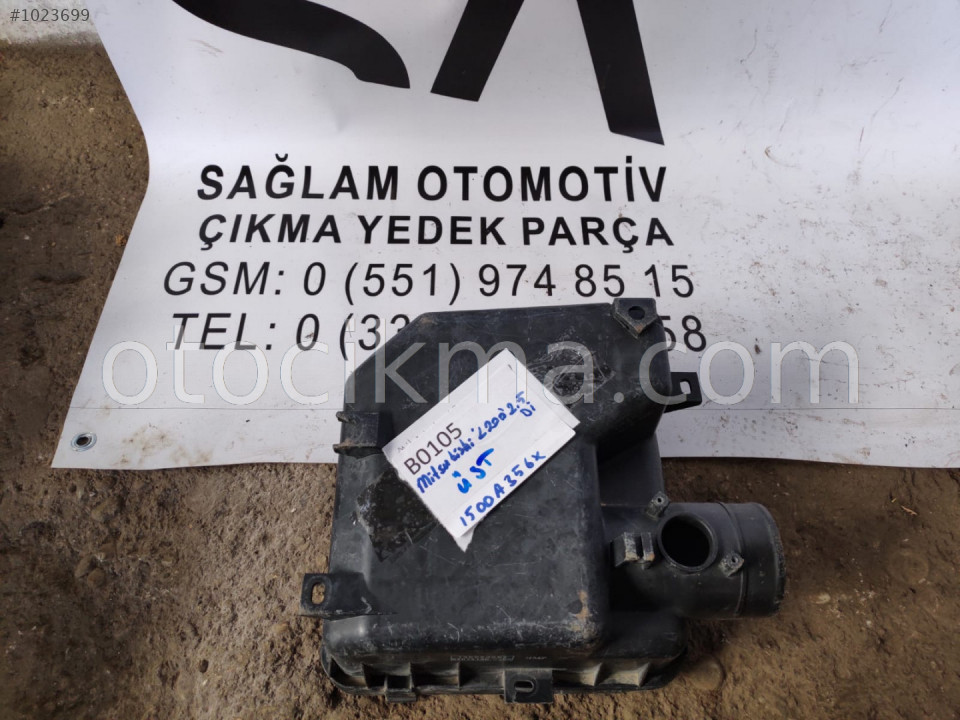 #1023699
SAĞLAM OTOMOTİV
ÇIKMA YEDEK PARÇA
GSM: 0 (551) 974 85 15
TEL: 0 (33 58
otocikma.com
B0105
Mitsubishi L200 2.5
Di
ÜST
1500A356X